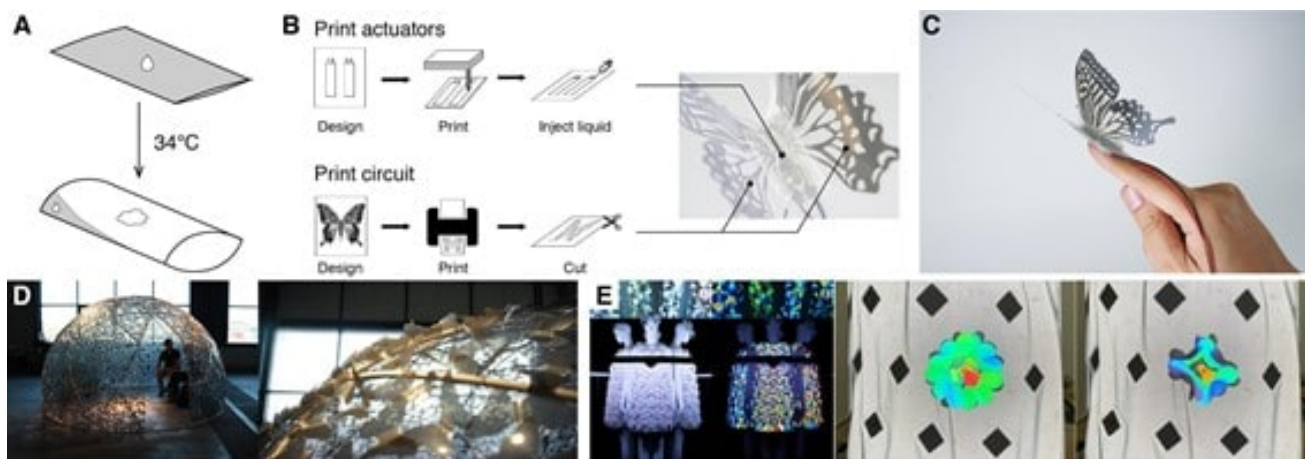 A
34°C
B
Print actuators
Design
Print
Inject liquid
Print circuit
Design
Print
Cut
C
D
E